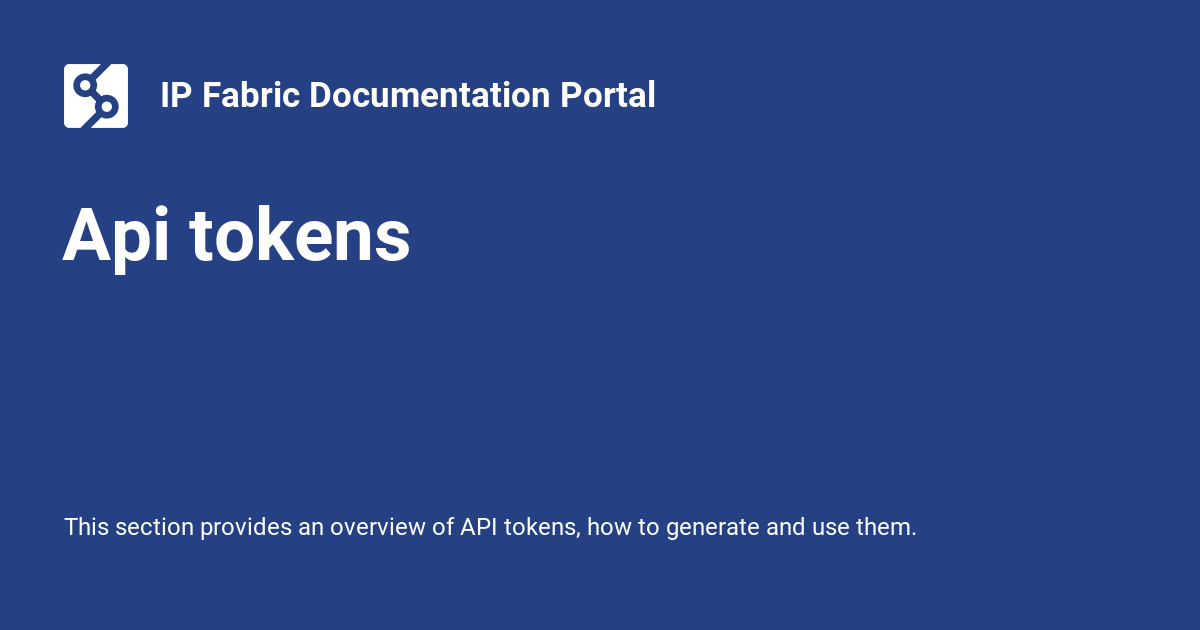 IP Fabric Documentation Portal
Api tokens
This section provides an overview of API tokens, how to generate and use them.